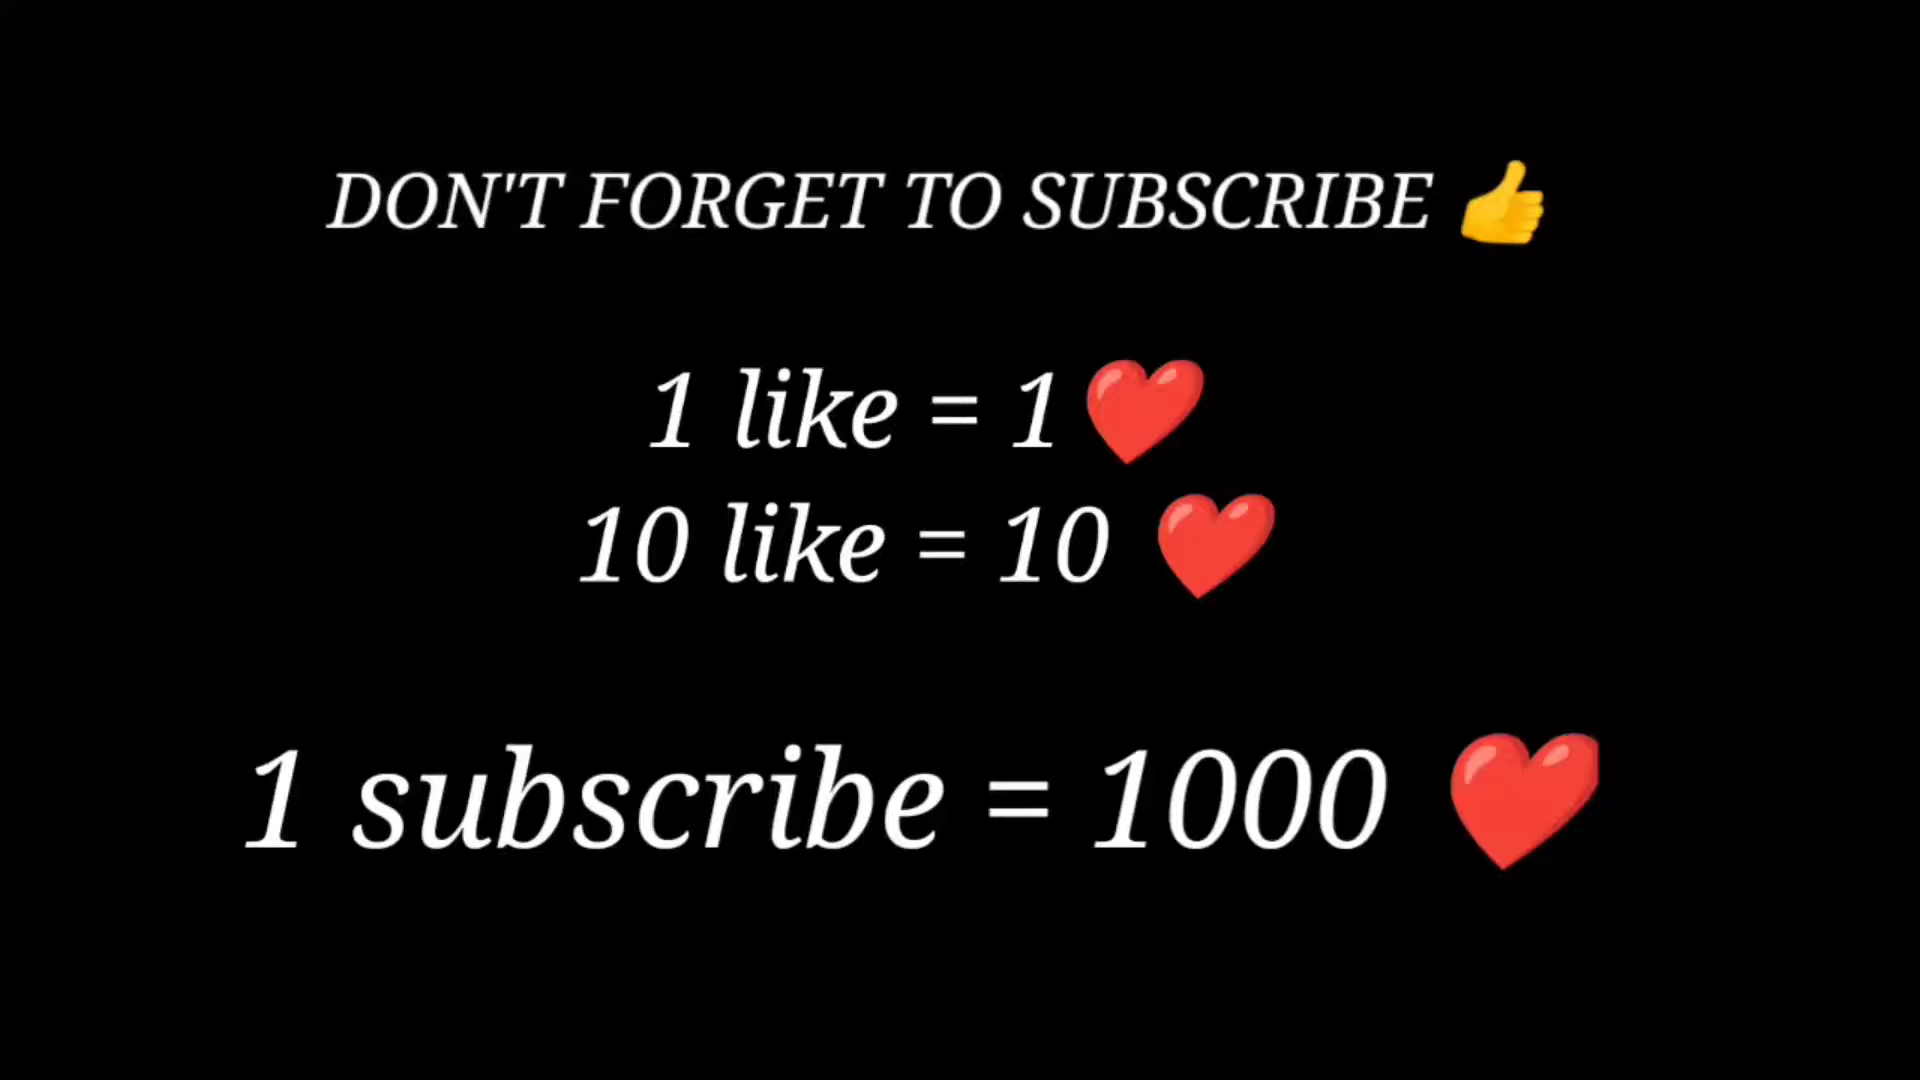 DON'T FORGET TO SUBSCRIBE 👍
1 like = 1❤️
10 like = 10 ❤️
1 subscribe = 1000 ❤️